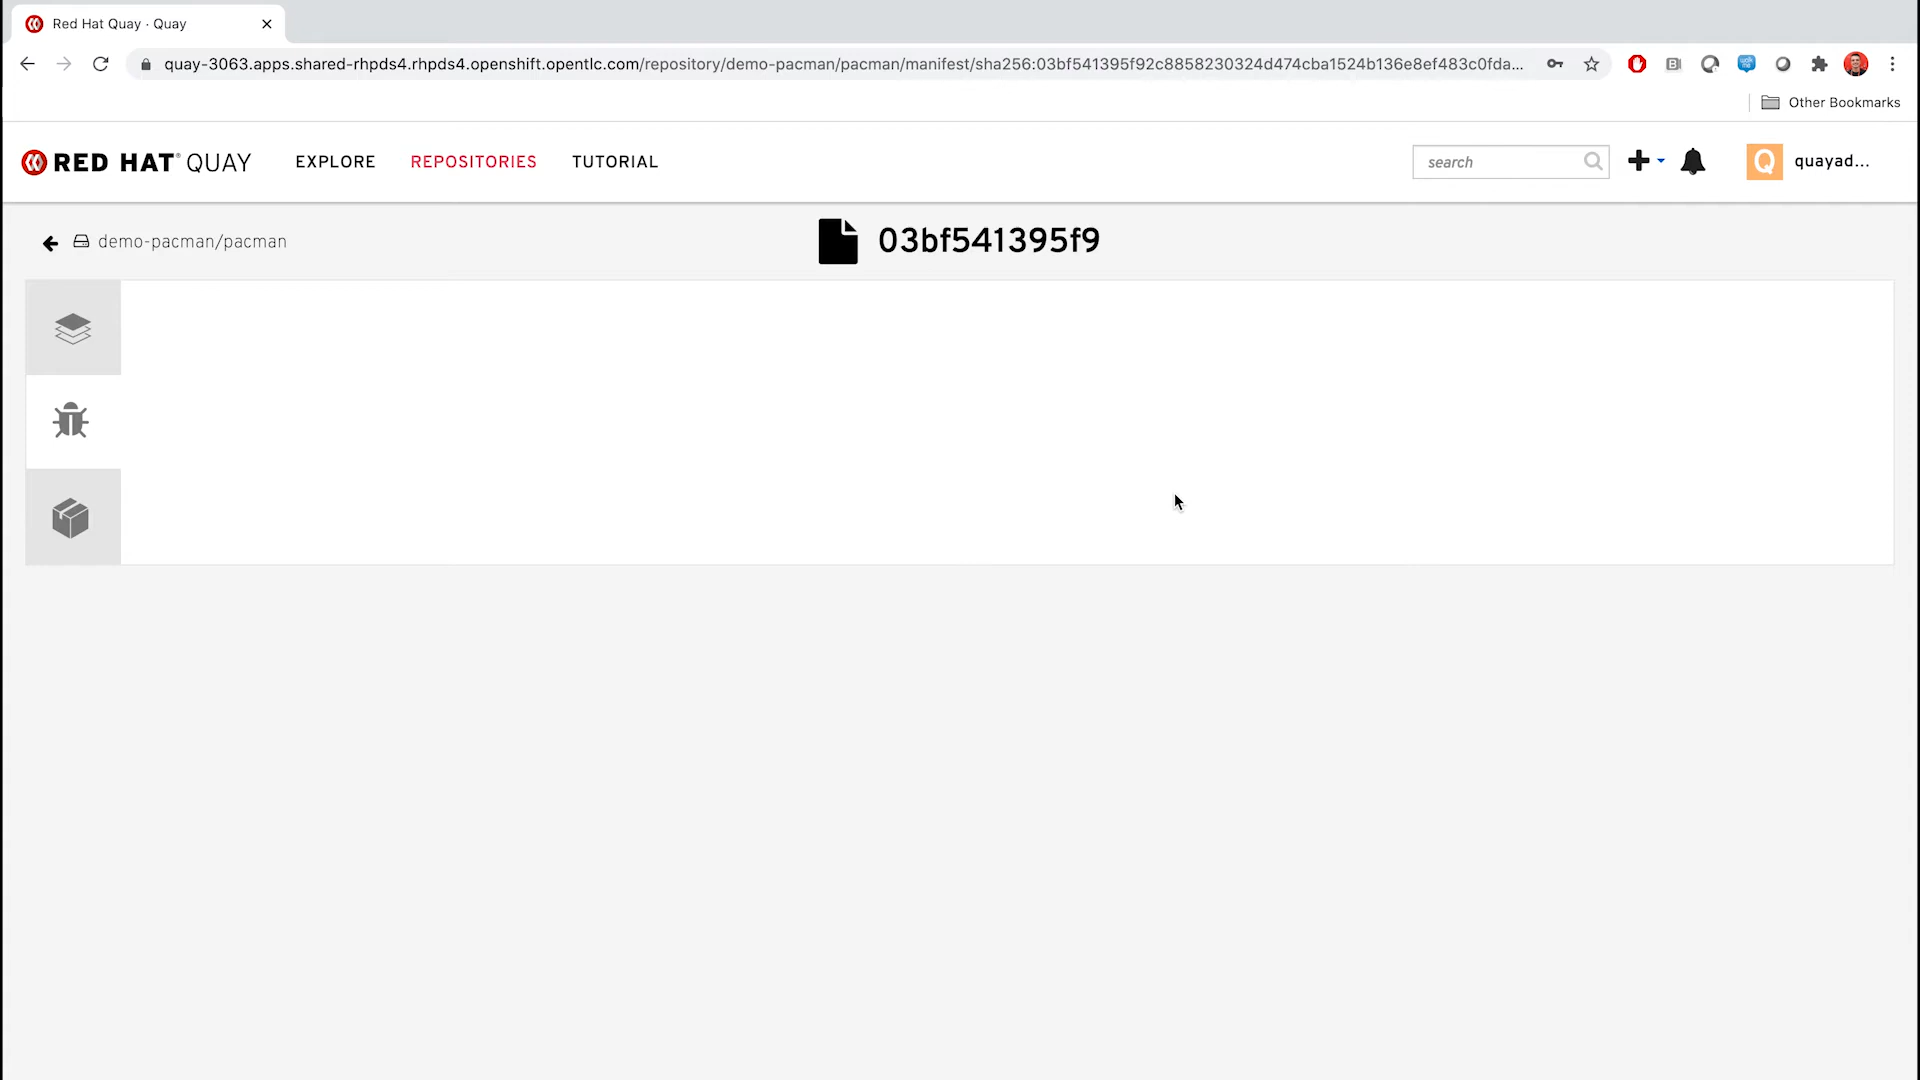 Red Hat Quay · Quay
quay-3063.apps.shared-rhpds4.rhpds4.openshift.opentlc.com/repository/demo-pacman/pacman/manifest/sha256:03bf541395f92c8858230324d474cba1524b136e8ef483c0fda...
Other Bookmarks
RED HAT® QUAY EXPLORE REPOSITORIES TUTORIAL search Q quayad...
demo-pacman/pacman 03bf541395f9